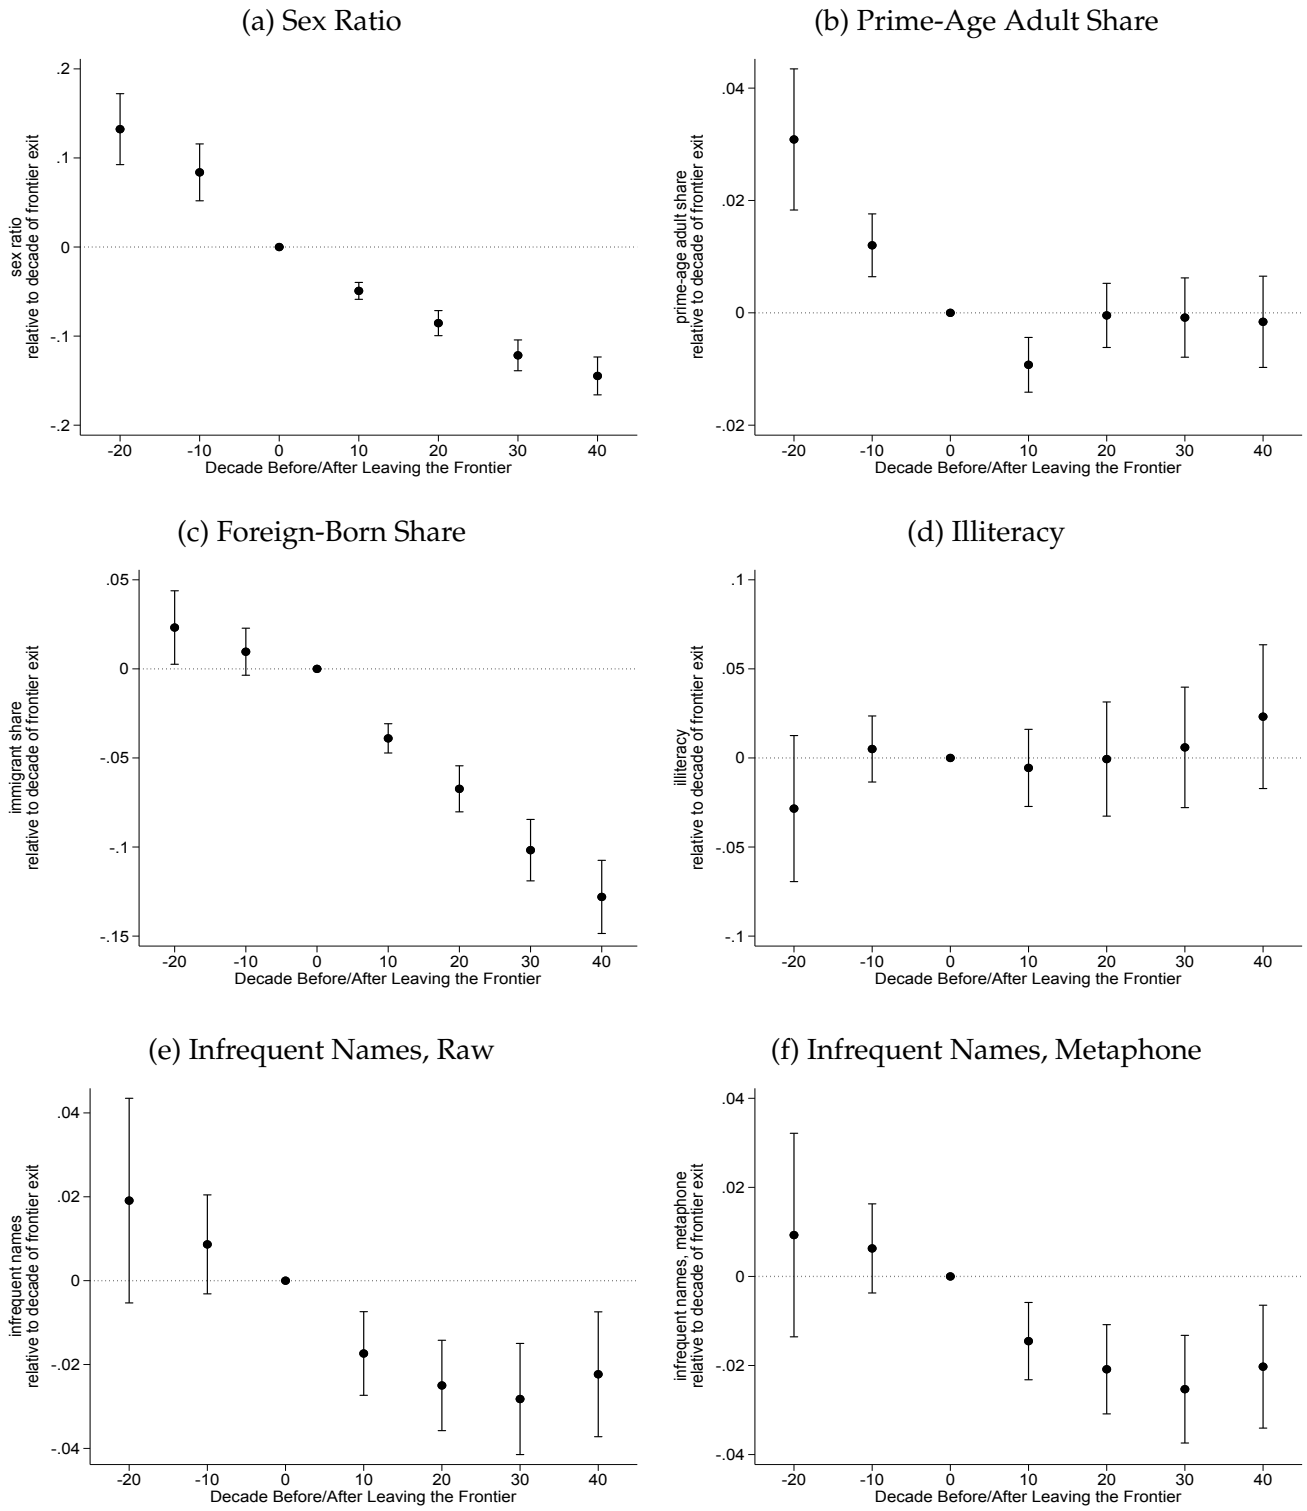 (a) Sex Ratio
sex ratio
relative to decade of frontier exit
.2
.1
0
-.1
-.2
-20 -10 0 10 20 30 40
Decade Before/After Leaving the Frontier
(b) Prime-Age Adult Share
prime-age adult share
relative to decade of frontier exit
.04
.02
0
-.02
-20 -10 0 10 20 30 40
Decade Before/After Leaving the Frontier
(c) Foreign-Born Share
immigrant share
relative to decade of frontier exit
.05
0
-.05
-.1
-.15
-20 -10 0 10 20 30 40
Decade Before/After Leaving the Frontier
(d) Illiteracy
illiteracy
relative to decade of frontier exit
.1
.05
0
-.05
-.1
-20 -10 0 10 20 30 40
Decade Before/After Leaving the Frontier
(e) Infrequent Names, Raw
infrequent names
relative to decade of frontier exit
.04
.02
0
-.02
-.04
-20 -10 0 10 20 30 40
Decade Before/After Leaving the Frontier
(f) Infrequent Names, Metaphone
infrequent names, metaphone
relative to decade of frontier exit
.04
.02
0
-.02
-.04
-20 -10 0 10 20 30 40
Decade Before/After Leaving the Frontier